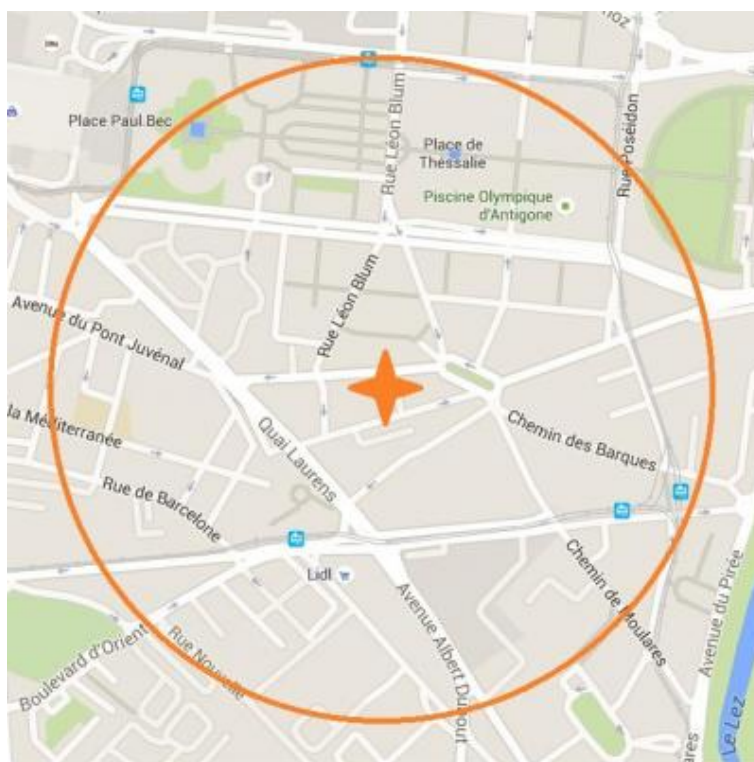 Rue Léon Blum
Place Paul Bec
Place de
Thessalie
Rue Poséidon
Piscine Olympique
d'Antigone
Rue Léon Blum
Avenue du Pont Juvénal
la Méditerranée
Quai Laurens
Chemin des Barques
Rue de Barcelone
Lidl
Chemin de Moulares
Avenue Albert Dubout
Avenue du Pirée
Boulevard d'Orient
Rue Nouvelle
Le Lez
ares